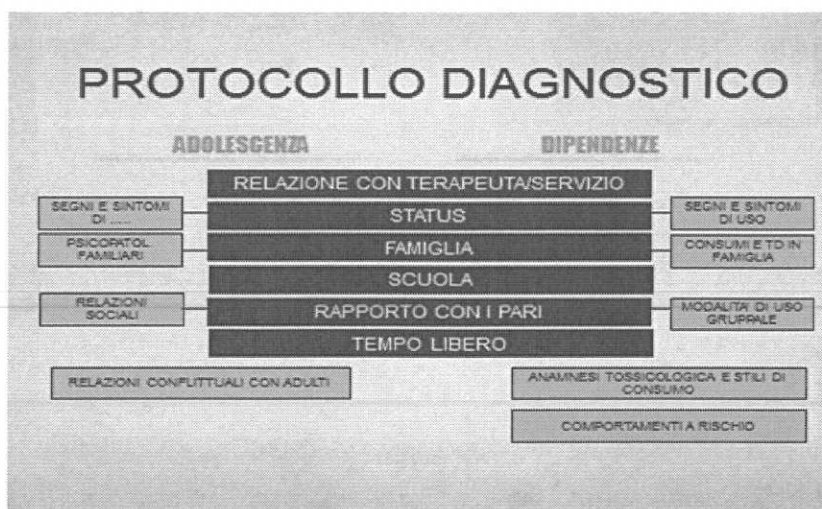 PROTOCOLLO DIAGNOSTICO
ADOLESCENZA
DIPENDENZE
RELAZIONE CON TERAPEUTA/SERVIZIO
SEGNI E SINTOMI
DI .....
STATUS
SEGNI E SINTOMI
DI USO
PSICOPATOL
FAMILIARI
FAMIGLIA
CONSUMI E TD IN
FAMIGLIA
SCUOLA
RELAZIONI
SOCIALI
RAPPORTO CON I PARI
MODALITA' DI USO
GRUPPALE
TEMPO LIBERO
RELAZIONI CONFLITTUALI CON ADULTI
ANAMNESI TOSSICOLOGICA E STILI DI
CONSUMO
COMPORTAMENTI A RISCHIO